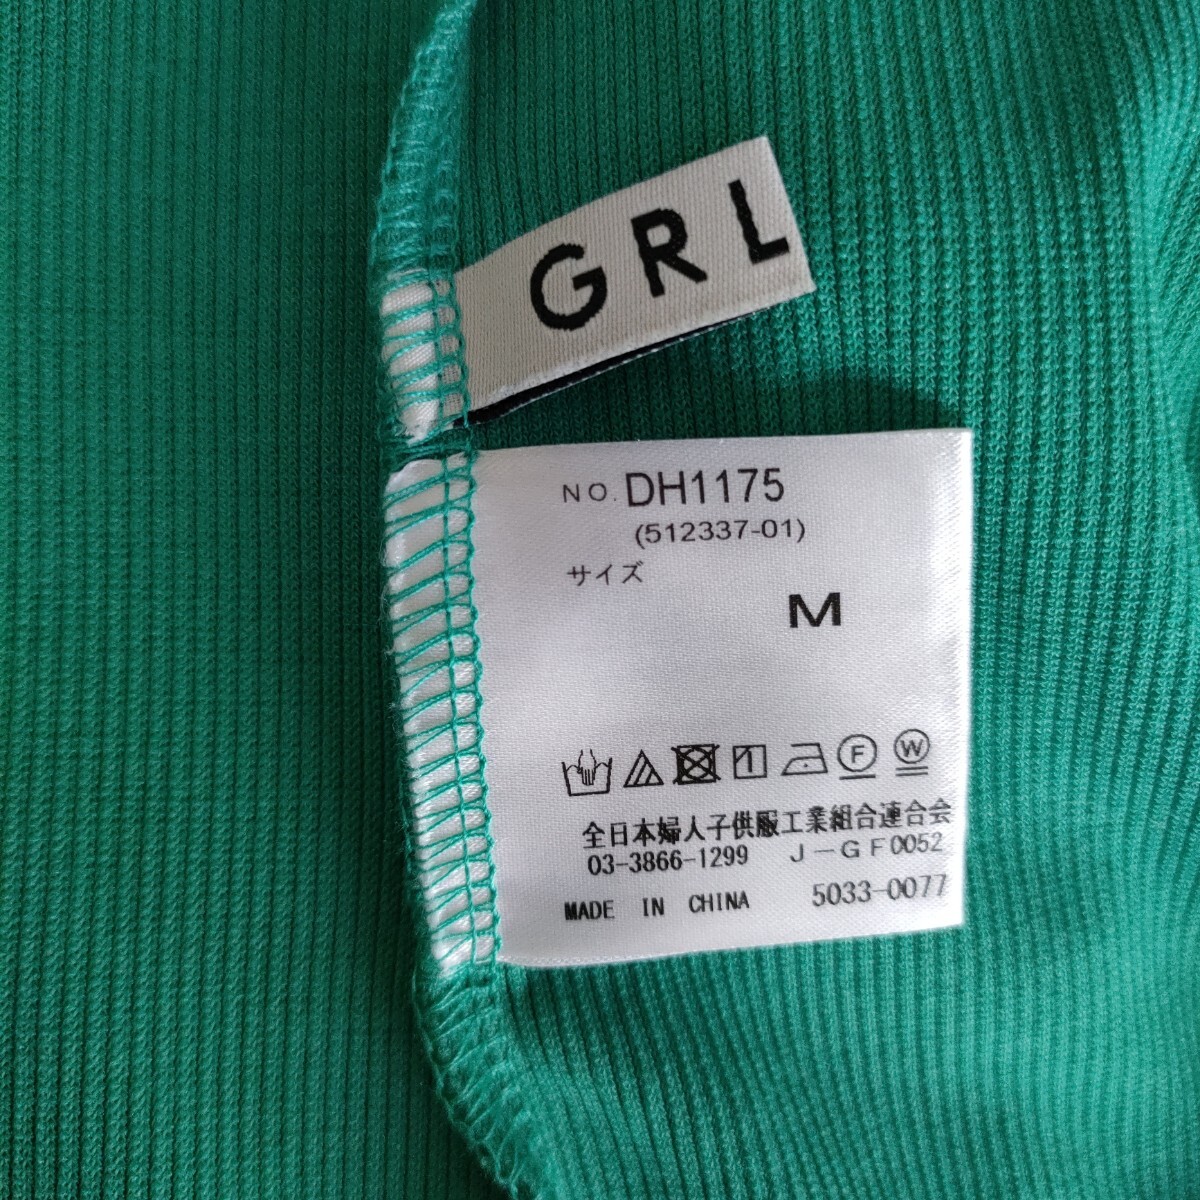 GRL
NO. DH1175
(512337-01)
サイズ
M
F W
全日本婦人子供服工業組合連合会
03-3866-1299 J-GF0052
MADE IN CHINA 5033-0077